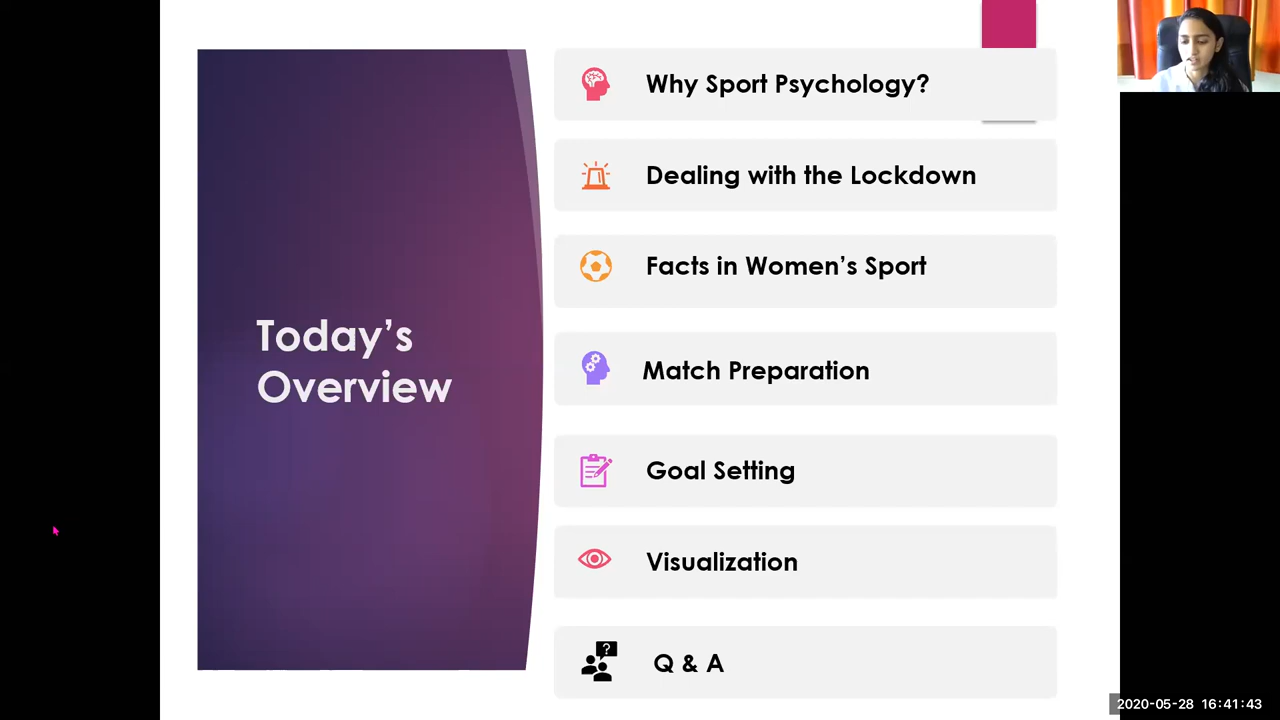 Today’s
Overview
Why Sport Psychology?
Dealing with the Lockdown
Facts in Women’s Sport
Match Preparation
Goal Setting
Visualization
?
Q & A
2020-05-28 16:41:43